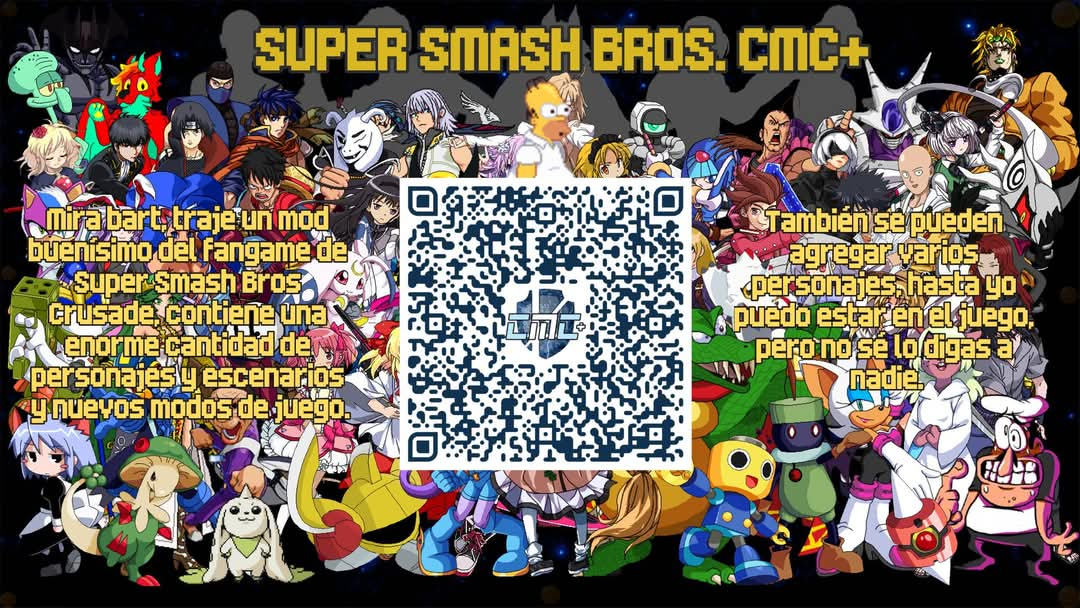 SUPER SMASH BROS. CMC+
Mira bart, traje un mod
buenísimo del fangame de
Super Smash Bros
Crusade, contiene una
enorme cantidad de
personajes y escenarios
y nuevos modos de juego.
CMC+
También se pueden
agregar varios
personajes, hasta yo
puedo estar en el juego,
pero no se lo digas a
nadie.